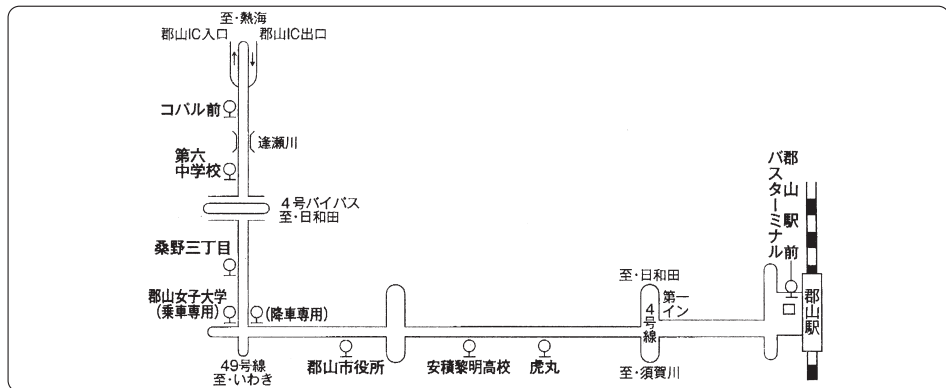 至・熱海
郡山IC入口
郡山IC出口
コパル前
逢瀬川
第六
中学校
4号バイパス
至・日和田
桑野三丁目
郡山女子大学
(乗車専用)
(降車専用)
49号線
至・いわき
郡山市役所
安積黎明高校
虎丸
至・日和田
4号線
第一
イン
至・須賀川
郡山駅前
バスターミナル
郡山駅